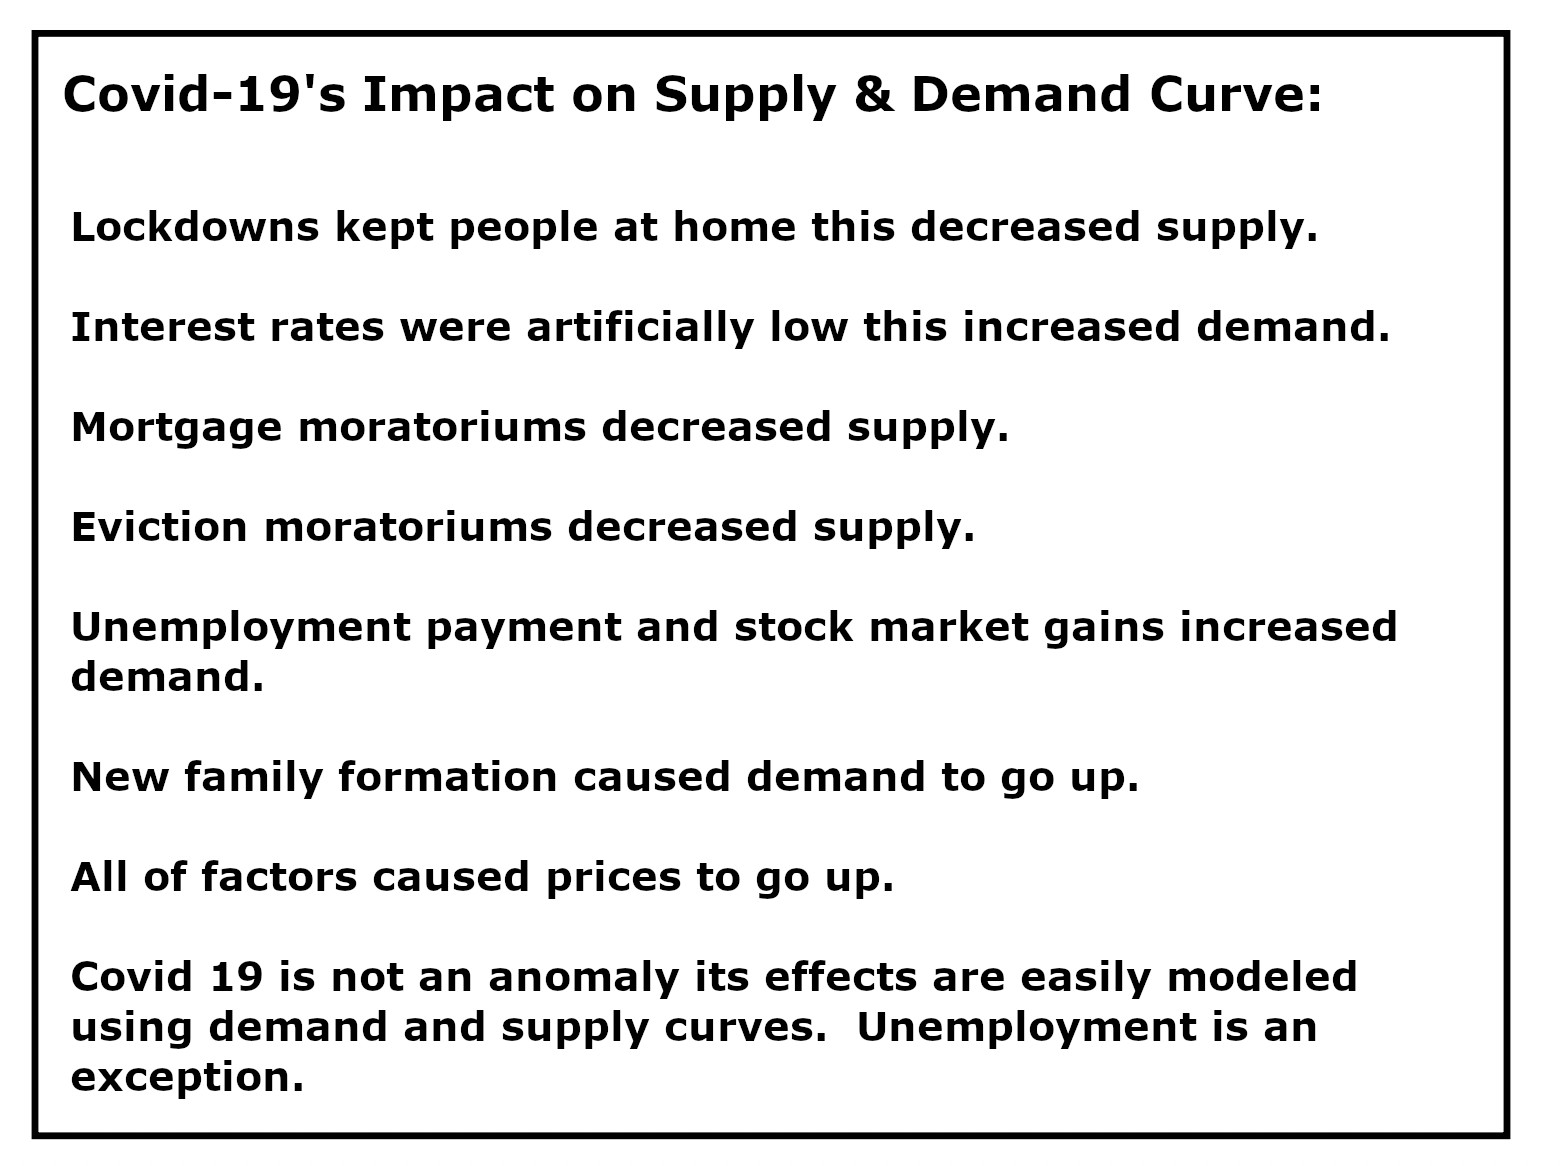 Covid-19's Impact on Supply & Demand Curve:
Lockdowns kept people at home this decreased supply.
Interest rates were artificially low this increased demand.
Mortgage moratoriums decreased supply.
Eviction moratoriums decreased supply.
Unemployment payment and stock market gains increased
demand.
New family formation caused demand to go up.
All of factors caused prices to go up.
Covid 19 is not an anomaly its effects are easily modeled
using demand and supply curves.  Unemployment is an
exception.